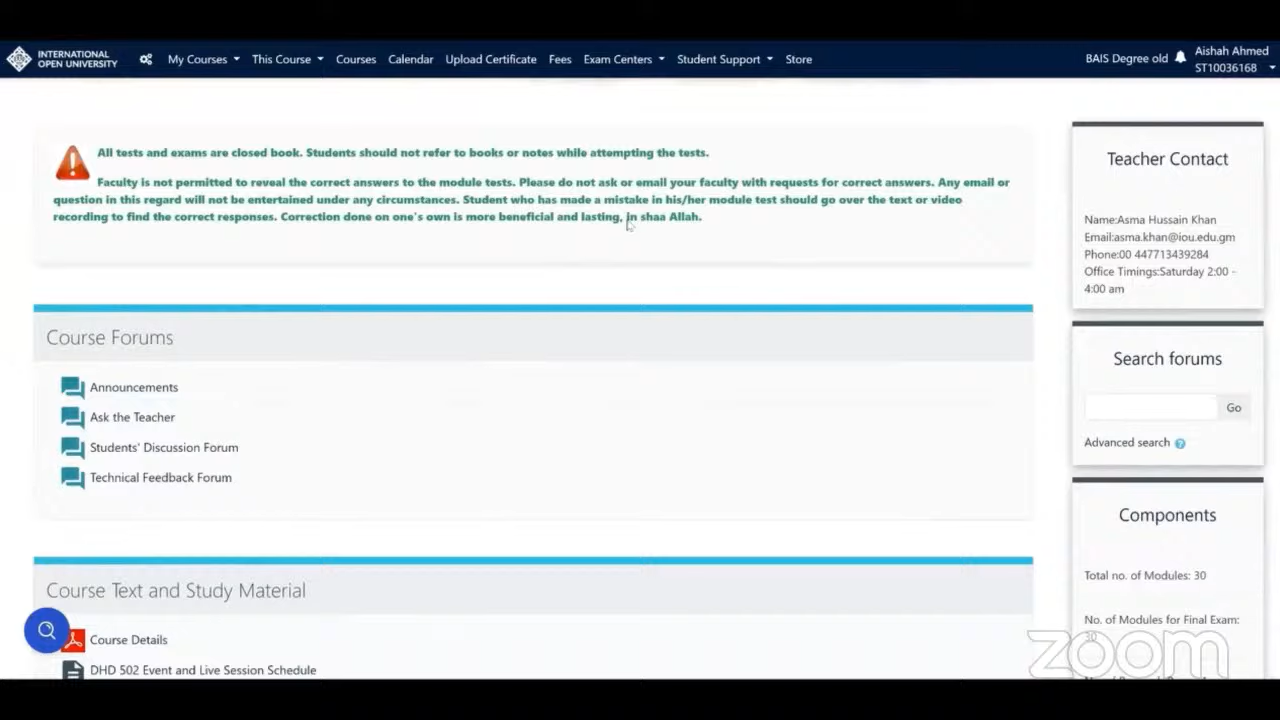 INTERNATIONAL
OPEN UNIVERSITY
My Courses
This Course
Courses
Calendar
Upload Certificate
Fees
Exam Centers
Student Support
Store
BAIS Degree old
Aishah Ahmed
ST10036168
All tests and exams are closed book. Students should not refer to books or notes while attempting the tests.
Faculty is not permitted to reveal the correct answers to the module tests. Please do not ask or email your faculty with requests for correct answers. Any email or
question in this regard will not be entertained under any circumstances. Student who has made a mistake in his/her module test should go over the text or video
recording to find the correct responses. Correction done on one's own is more beneficial and lasting, in shaa Allah.
Course Forums
Announcements
Ask the Teacher
Students' Discussion Forum
Technical Feedback Forum
Course Text and Study Material
Course Details
DHD 502 Event and Live Session Schedule
Teacher Contact
Name:Asma Hussain Khan
Email:asma.khan@iou.edu.gm
Phone:00 447713439284
Office Timings:Saturday 2:00 -
4:00 am
Search forums
Go
Advanced search
Components
Total no. of Modules: 30
No. of Modules for Final Exam:
30
zoom